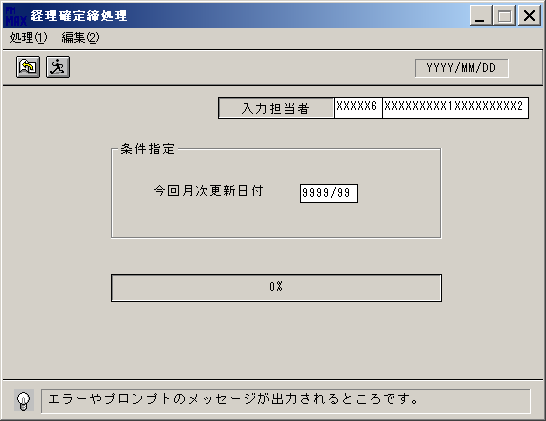 経理確定締処理
処理(1) 編集(2)
YYYY/MM/DD
入力担当者 XXXXX6 XXXXXXXXX1XXXXXXXXX2
条件指定
今回月次更新日付 9999/99
0%
エラーやプロンプトのメッセージが出力されるところです。